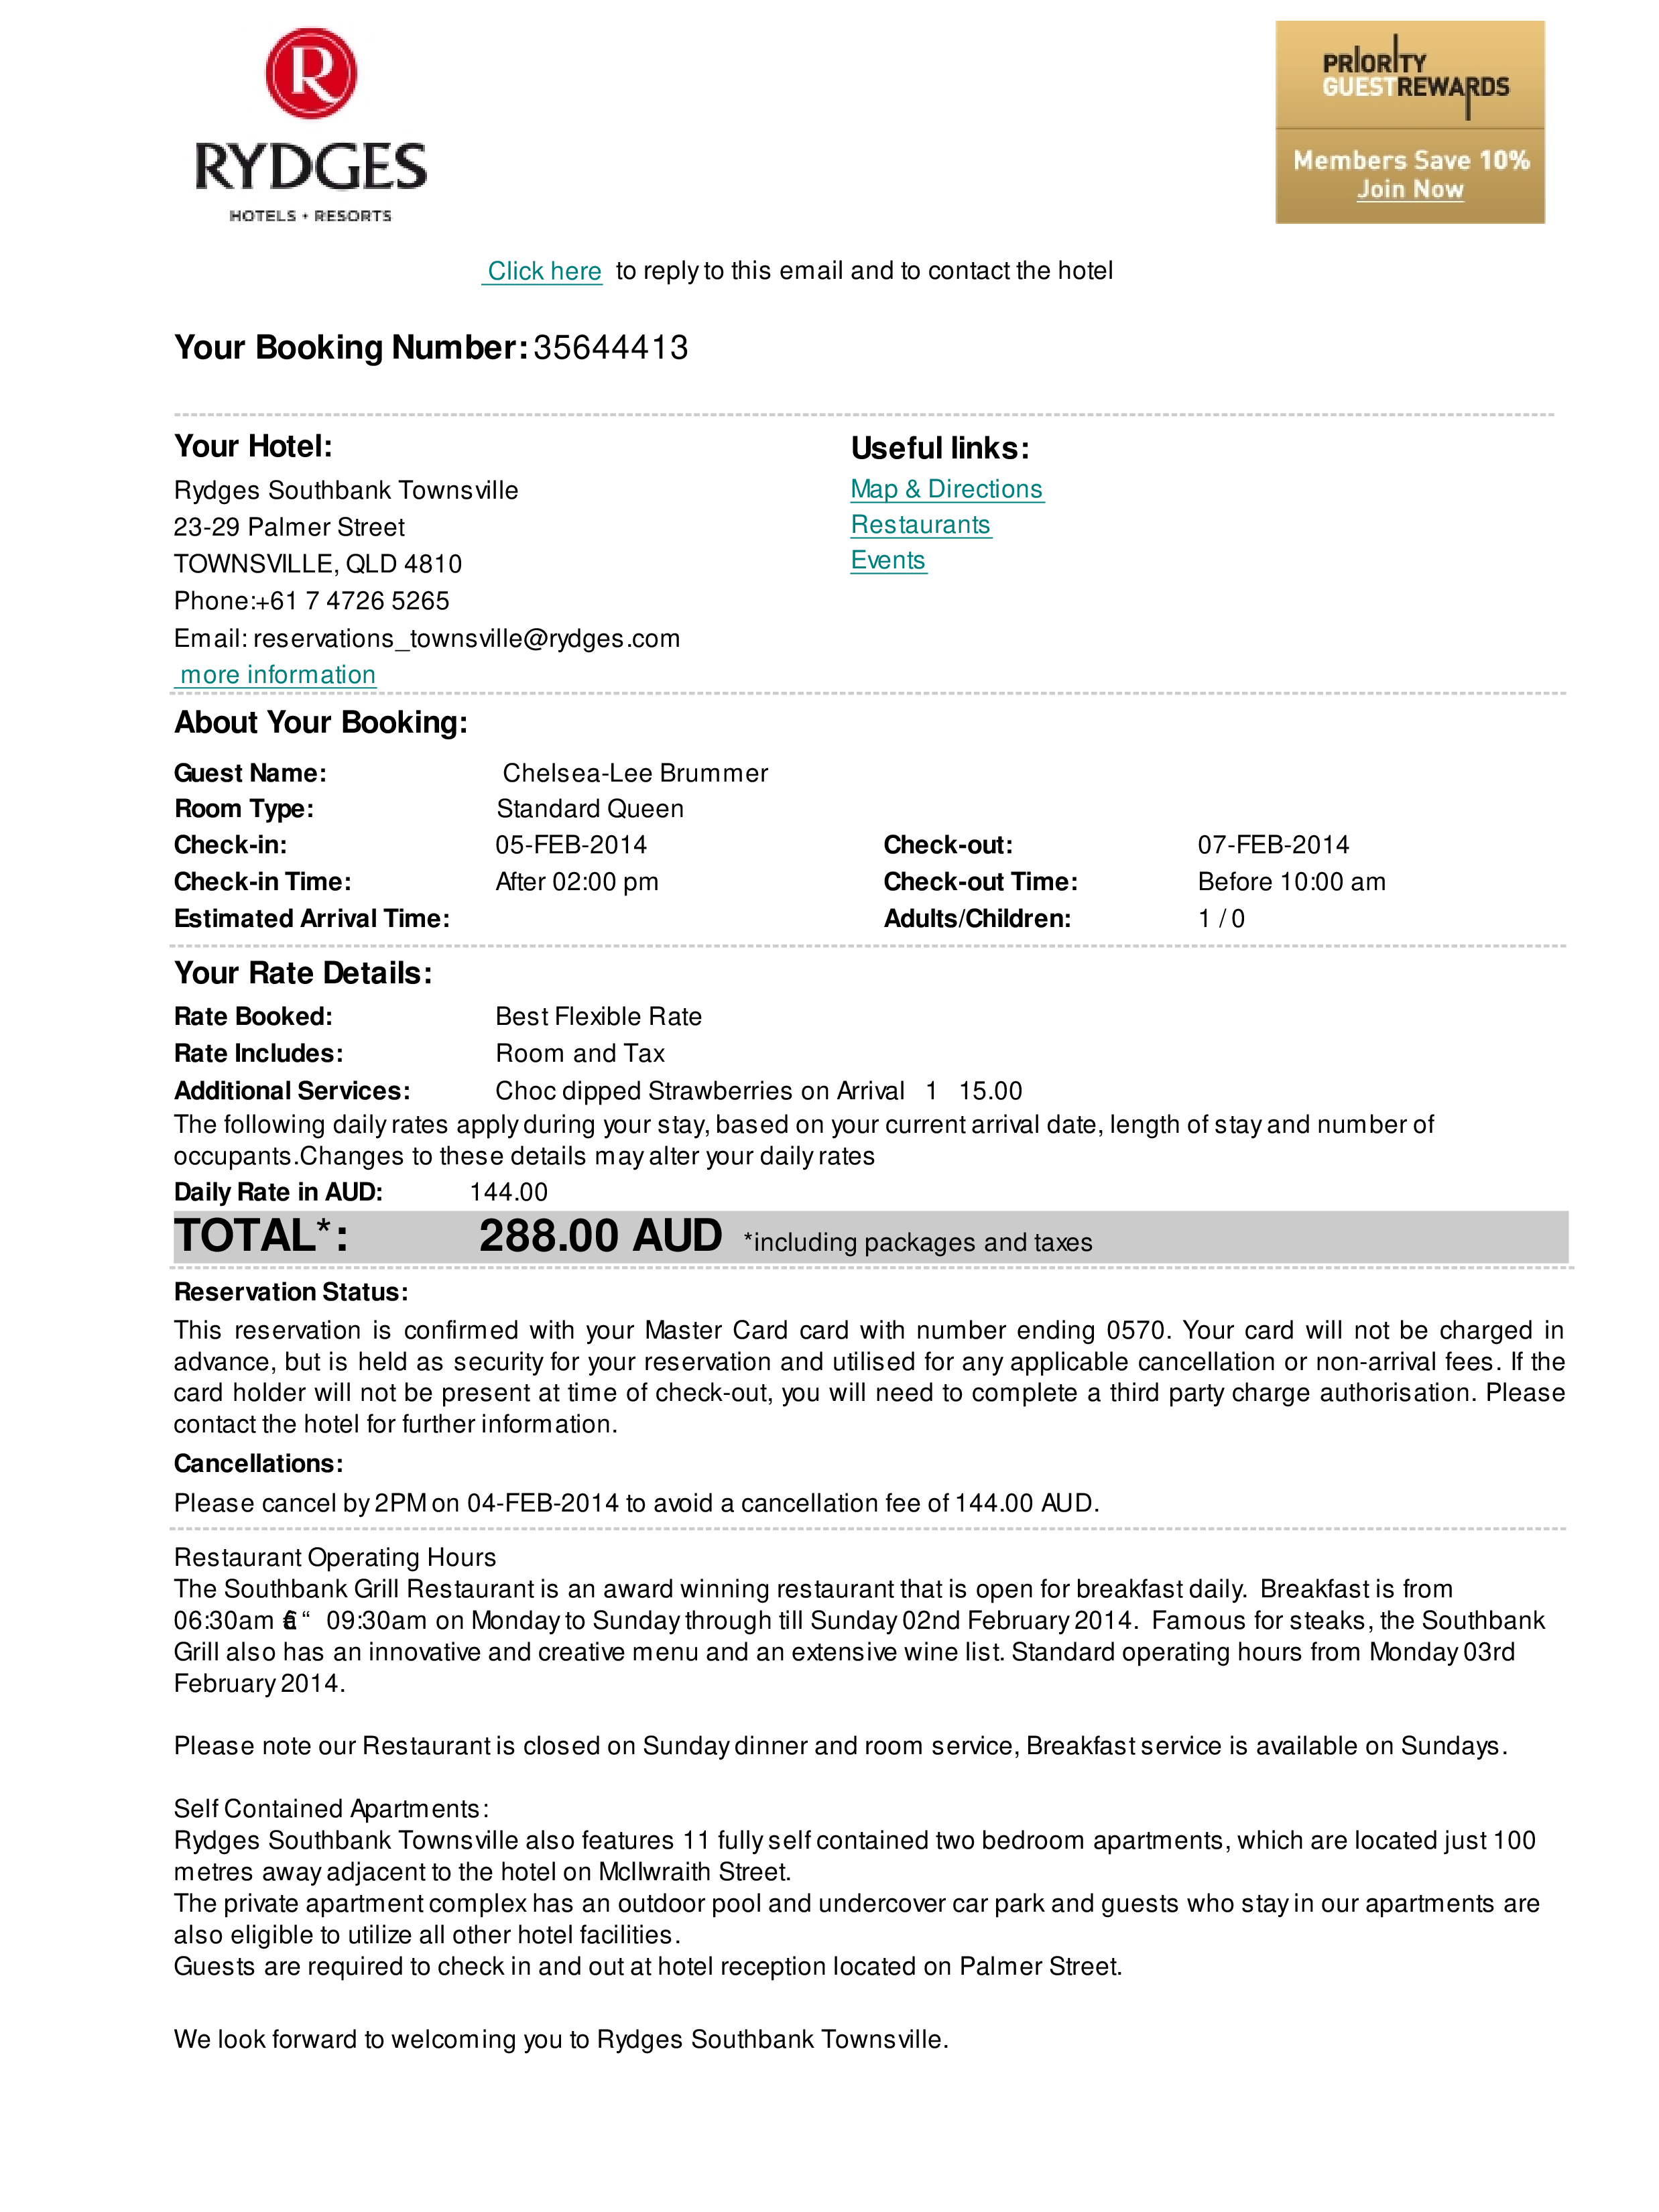 R
RYDGES
HOTELS + RESORTS
PRIORITY
GUESTREWARDS
Members Save 10%
Join Now
Click here to reply to this email and to contact the hotel
Your Booking Number: 35644413
Your Hotel:
Rydges Southbank Townsville
23-29 Palmer Street
TOWNSVILLE, QLD 4810
Phone:+61 7 4726 5265
Email: reservations_townsville@rydges.com
more information
Useful links:
Map & Directions
Restaurants
Events
About Your Booking:
Guest Name: Chelsea-Lee Brummer
Room Type: Standard Queen
Check-in: 05-FEB-2014 Check-out: 07-FEB-2014
Check-in Time: After 02:00 pm Check-out Time: Before 10:00 am
Estimated Arrival Time: Adults/Children: 1 / 0
Your Rate Details:
Rate Booked: Best Flexible Rate
Rate Includes: Room and Tax
Additional Services: Choc dipped Strawberries on Arrival 1 15.00
The following daily rates apply during your stay, based on your current arrival date, length of stay and number of
occupants.Changes to these details may alter your daily rates
Daily Rate in AUD: 144.00
TOTAL*: 288.00 AUD *including packages and taxes
Reservation Status:
This reservation is confirmed with your Master Card card with number ending 0570. Your card will not be charged in
advance, but is held as security for your reservation and utilised for any applicable cancellation or non-arrival fees. If the
card holder will not be present at time of check-out, you will need to complete a third party charge authorisation. Please
contact the hotel for further information.
Cancellations:
Please cancel by 2PM on 04-FEB-2014 to avoid a cancellation fee of 144.00 AUD.
Restaurant Operating Hours
The Southbank Grill Restaurant is an award winning restaurant that is open for breakfast daily. Breakfast is from
06:30am “ 09:30am on Monday to Sunday through till Sunday 02nd February 2014. Famous for steaks, the Southbank
Grill also has an innovative and creative menu and an extensive wine list. Standard operating hours from Monday 03rd
February 2014.
Please note our Restaurant is closed on Sunday dinner and room service, Breakfast service is available on Sundays.
Self Contained Apartments:
Rydges Southbank Townsville also features 11 fully self contained two bedroom apartments, which are located just 100
metres away adjacent to the hotel on McIlwraith Street.
The private apartment complex has an outdoor pool and undercover car park and guests who stay in our apartments are
also eligible to utilize all other hotel facilities.
Guests are required to check in and out at hotel reception located on Palmer Street.
We look forward to welcoming you to Rydges Southbank Townsville.